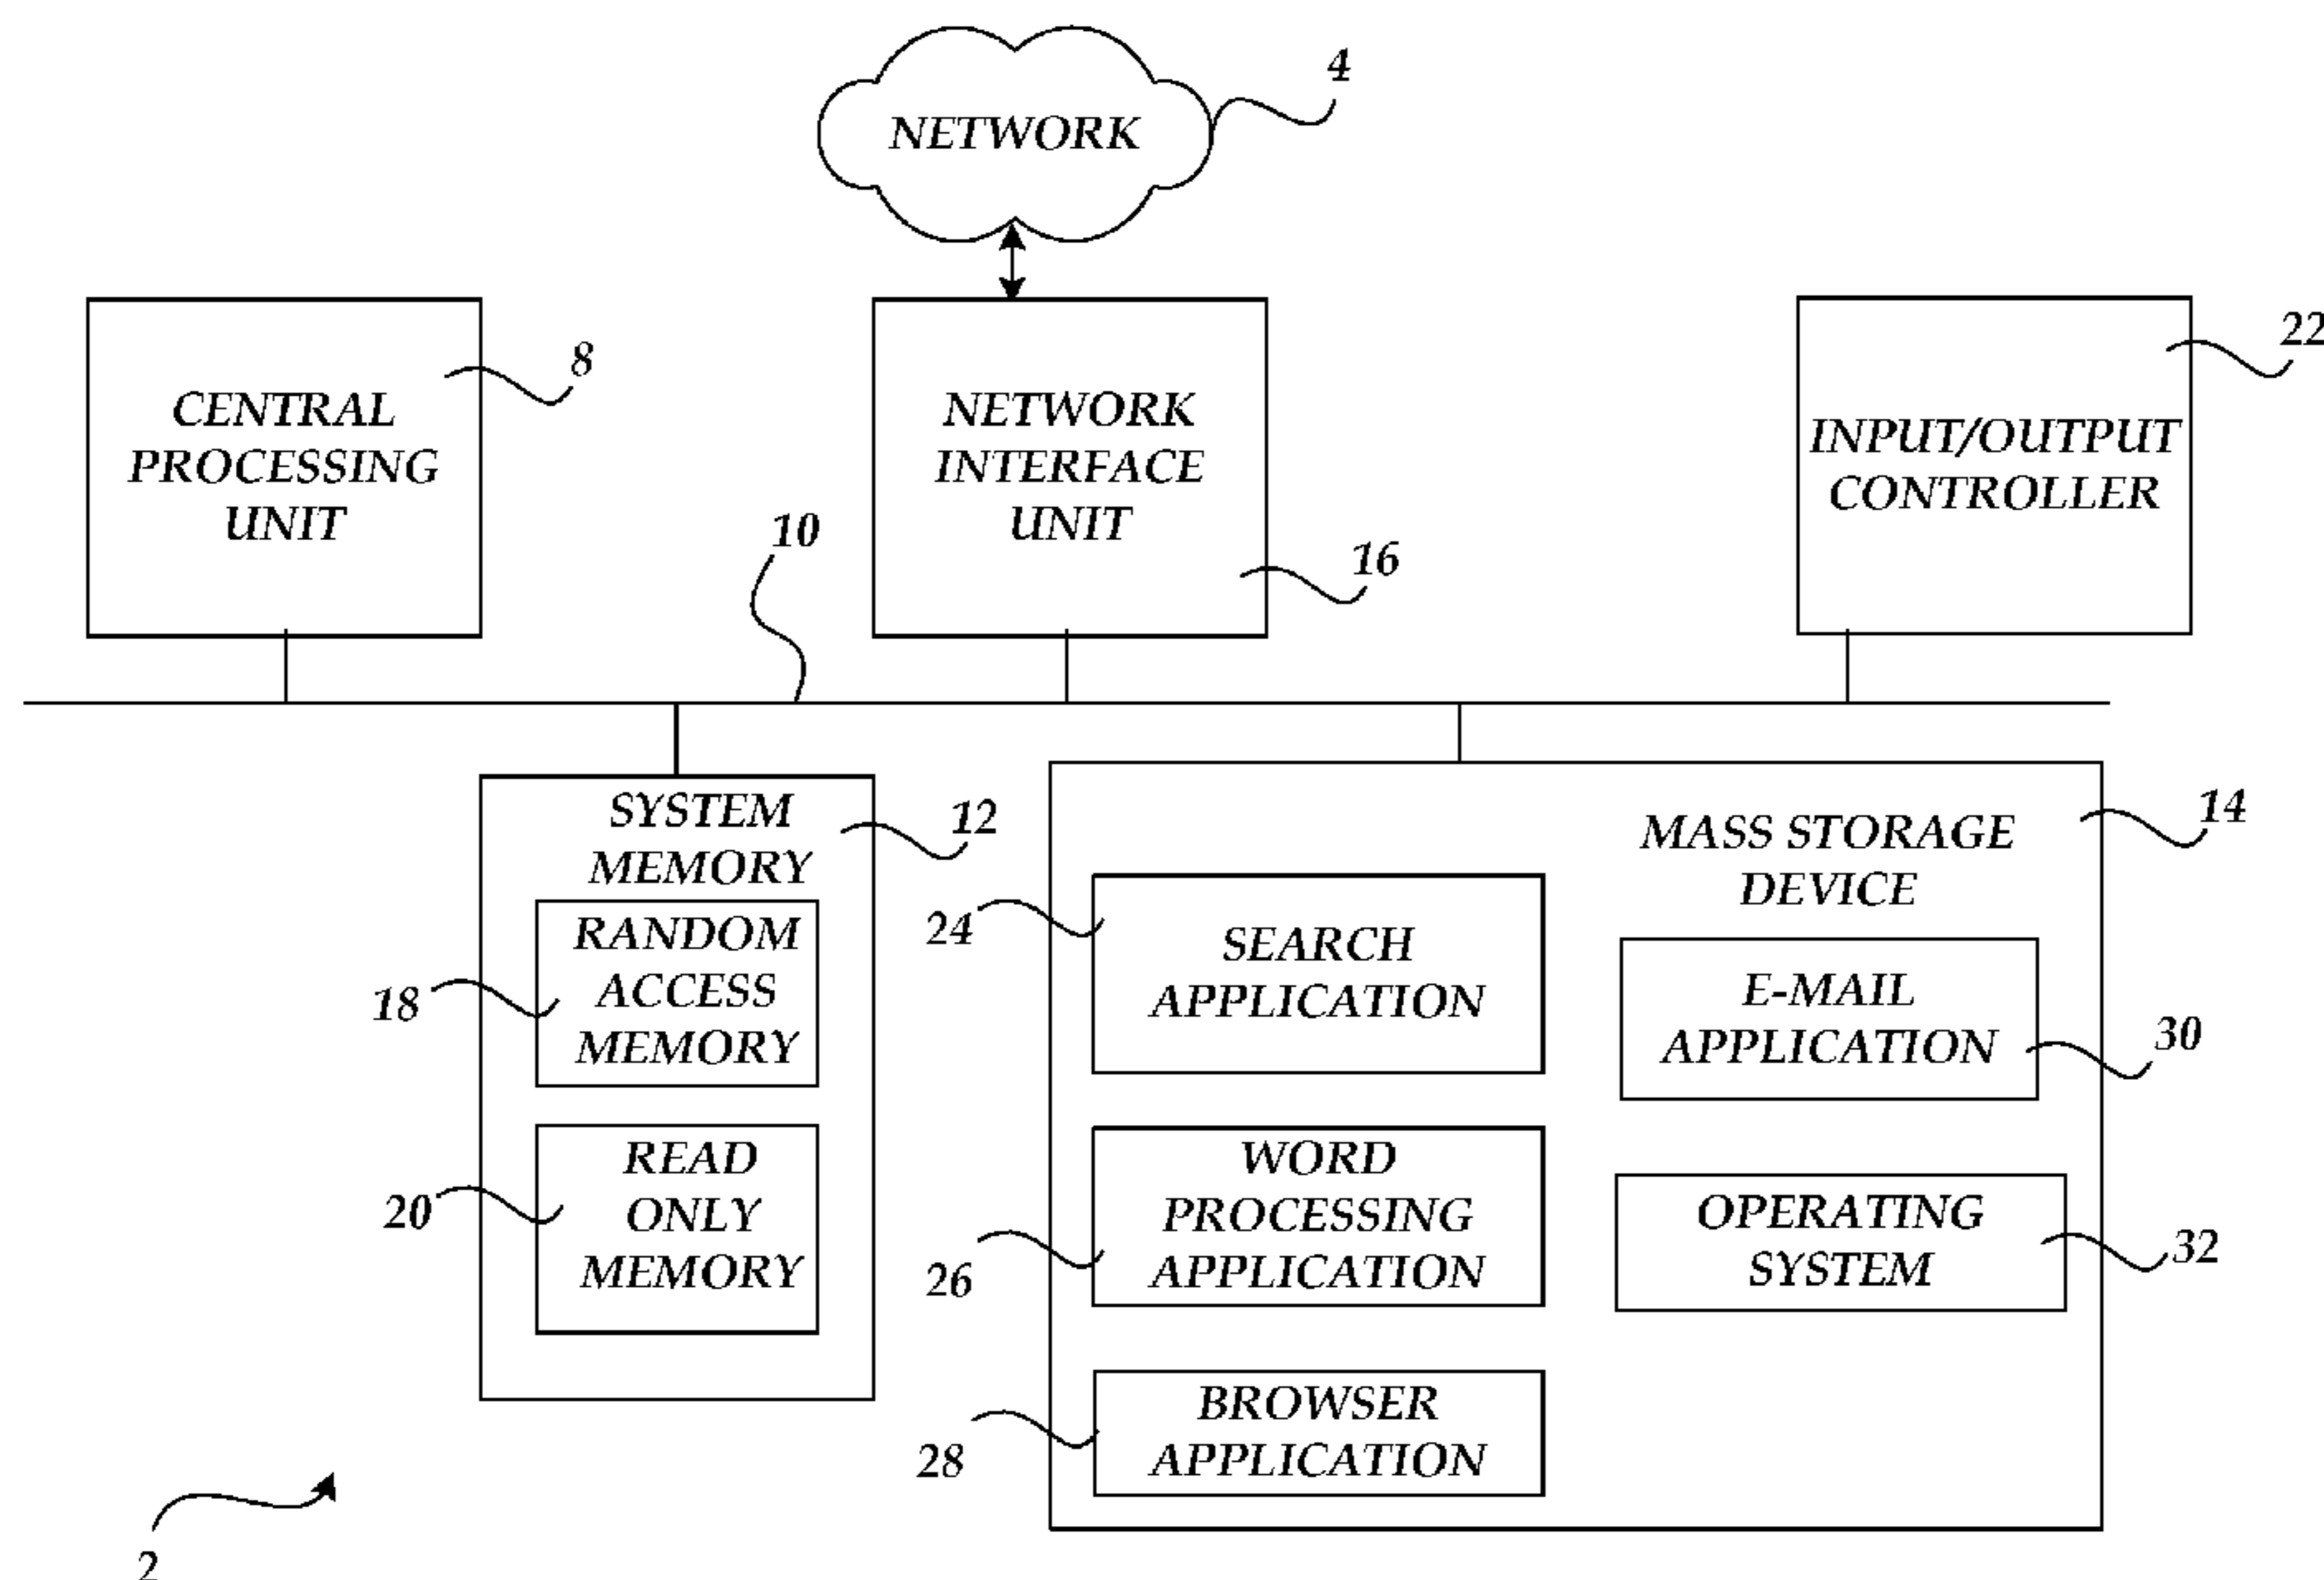 NETWORK
4
CENTRAL
PROCESSING
UNIT
8
NETWORK
INTERFACE
UNIT
16
INPUT/OUTPUT
CONTROLLER
22
10
SYSTEM
MEMORY
12
RANDOM
ACCESS
MEMORY
18
READ
ONLY
MEMORY
20
MASS STORAGE
DEVICE
14
24
SEARCH
APPLICATION
E-MAIL
APPLICATION
30
WORD
PROCESSING
APPLICATION
26
OPERATING
SYSTEM
32
BROWSER
APPLICATION
28
2